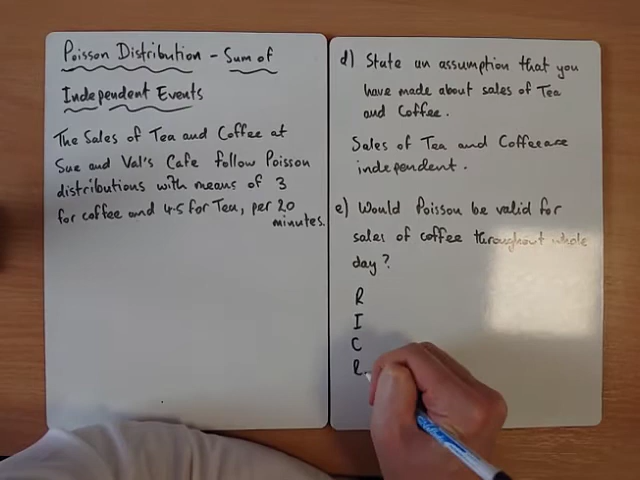 Poisson Distribution - Sum of
Independent Events
The Sales of Tea and Coffee at
Sue and Val's Cafe follow Poisson
distributions with means of 3
for coffee and 4.5 for Tea, per 20
minutes.
d) State an assumption that you
have made about sales of Tea
and Coffee.
Sales of Tea and Coffee are
independent.
e) Would Poisson be valid for
sales of coffee throughout whole
day?
R
I
C
R